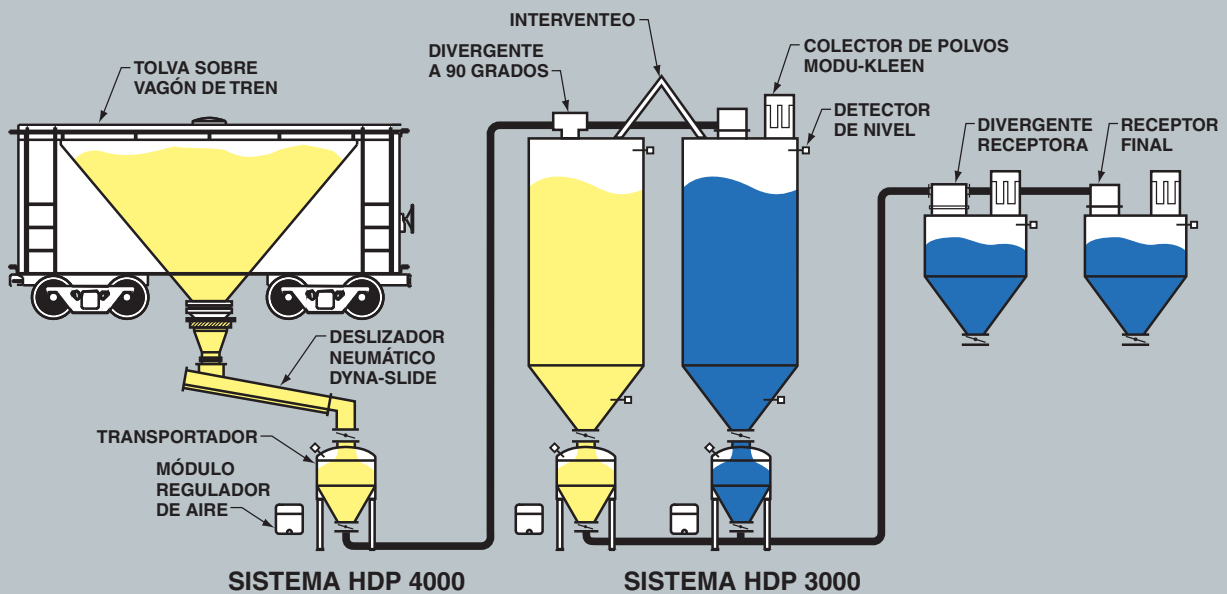 INTERVENTEO
TOLVA SOBRE
VAGÓN DE TREN
DIVERGENTE
A 90 GRADOS
COLECTOR DE POLVOS
MODU-KLEEN
DETECTOR
DE NIVEL
DIVERGENTE
RECEPTORA
RECEPTOR
FINAL
DESLIZADOR
NEUMÁTICO
DYNA-SLIDE
TRANSPORTADOR
MÓDULO
REGULADOR
DE AIRE
SISTEMA HDP 4000
SISTEMA HDP 3000